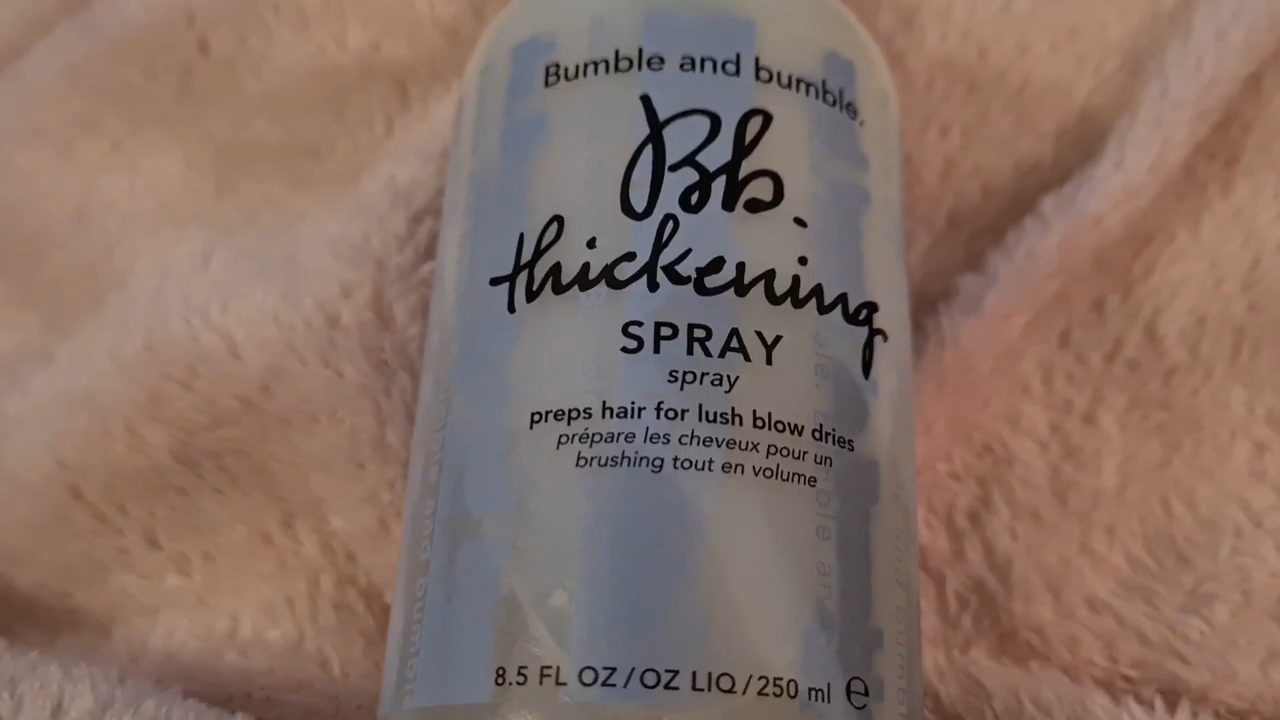 Bumble and bumble.
Bb.
thickening
SPRAY
spray
preps hair for lush blow dries
prépare les cheveux pour un
brushing tout en volume
8.5 FL OZ/OZ LIQ/250 ml ℮